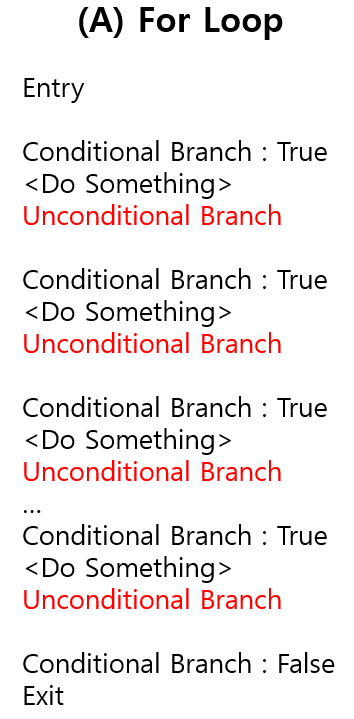 (A) For Loop
Entry
Conditional Branch : True
<Do Something>
Unconditional Branch
Conditional Branch : True
<Do Something>
Unconditional Branch
Conditional Branch : True
<Do Something>
Unconditional Branch
...
Conditional Branch : True
<Do Something>
Unconditional Branch
Conditional Branch : False
Exit